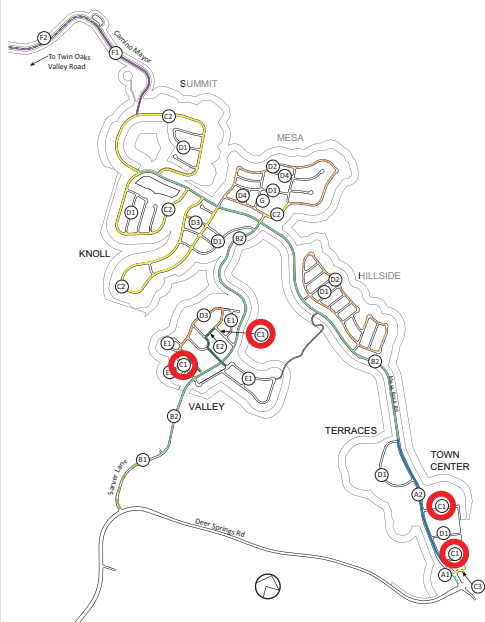 F2
Camino Mayor
F1
To Twin Oaks
Valley Road
SUMMIT
C2
D1
MESA
D2
D4
D1
D4
G
C2
C2
D1
D3
D1
B2
KNOLL
C2
HILLSIDE
D2
D1
D3
E1
C1
E1
E2
C1
E1
B2
VALLEY
B2
TERRACES
TOWN
CENTER
B1
D1
Sarver Lane
A2
C1
Deer Springs Rd
D1
C1
A1
C3